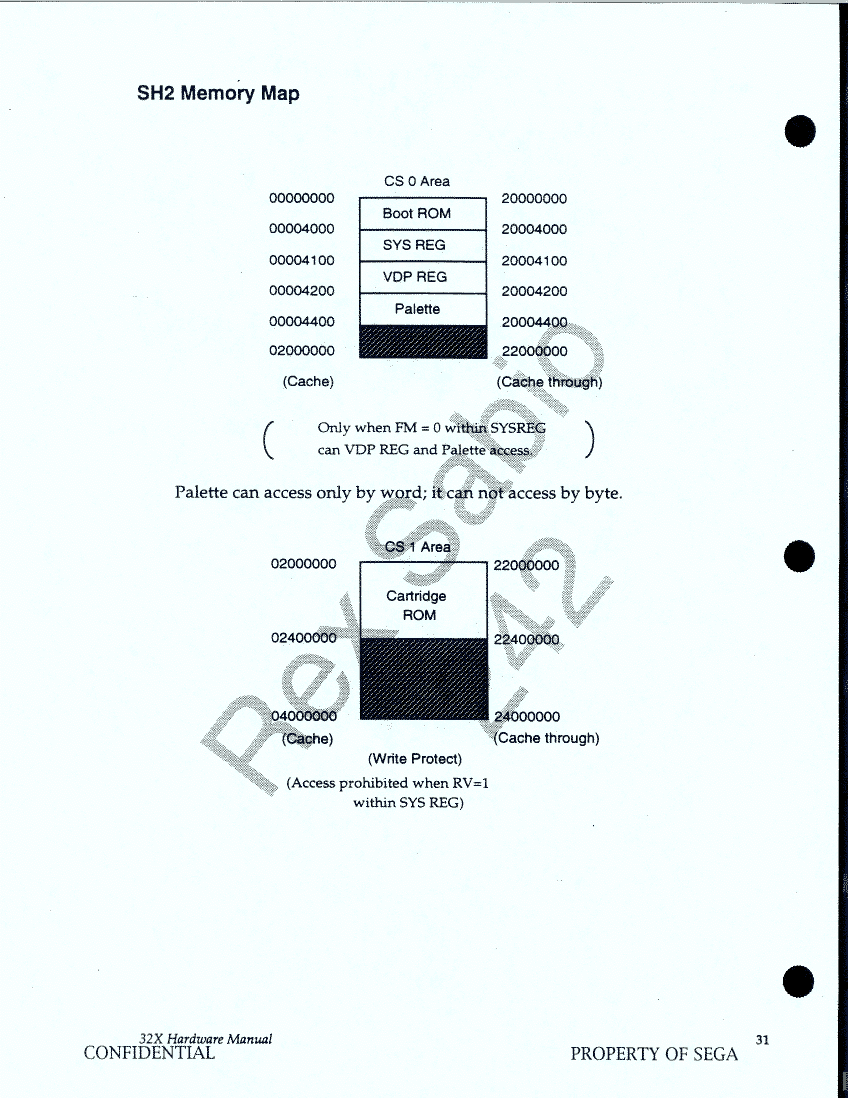 SH2 Memory Map
CS 0 Area
00000000 20000000
Boot ROM
00004000 20004000
SYS REG
00004100 20004100
VDP REG
00004200 20004200
Palette
00004400 20004400
02000000 22000000
(Cache) (Cache through)
( Only when FM = 0 within SYSREG )
can VDP REG and Palette access.
Palette can access only by word; it can not access by byte.
CS 1 Area
02000000 22000000
Cartridge
ROM
02400000 22400000
04000000 24000000
(Cache) (Cache through)
(Write Protect)
(Access prohibited when RV=1
within SYS REG)
Rex Sabio
42
32X Hardware Manual 31
CONFIDENTIAL PROPERTY OF SEGA